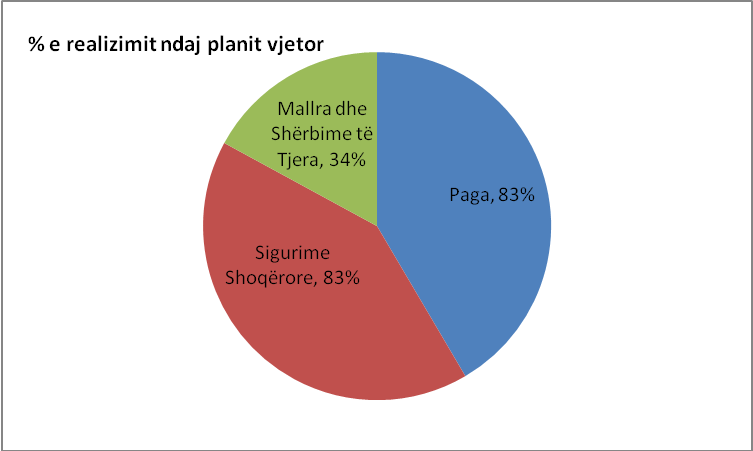 % e realizimit ndaj planit vjetor
Mallra dhe
Shërbime të
Tjera, 34%
Paga, 83%
Sigurime
Shoqërore, 83%